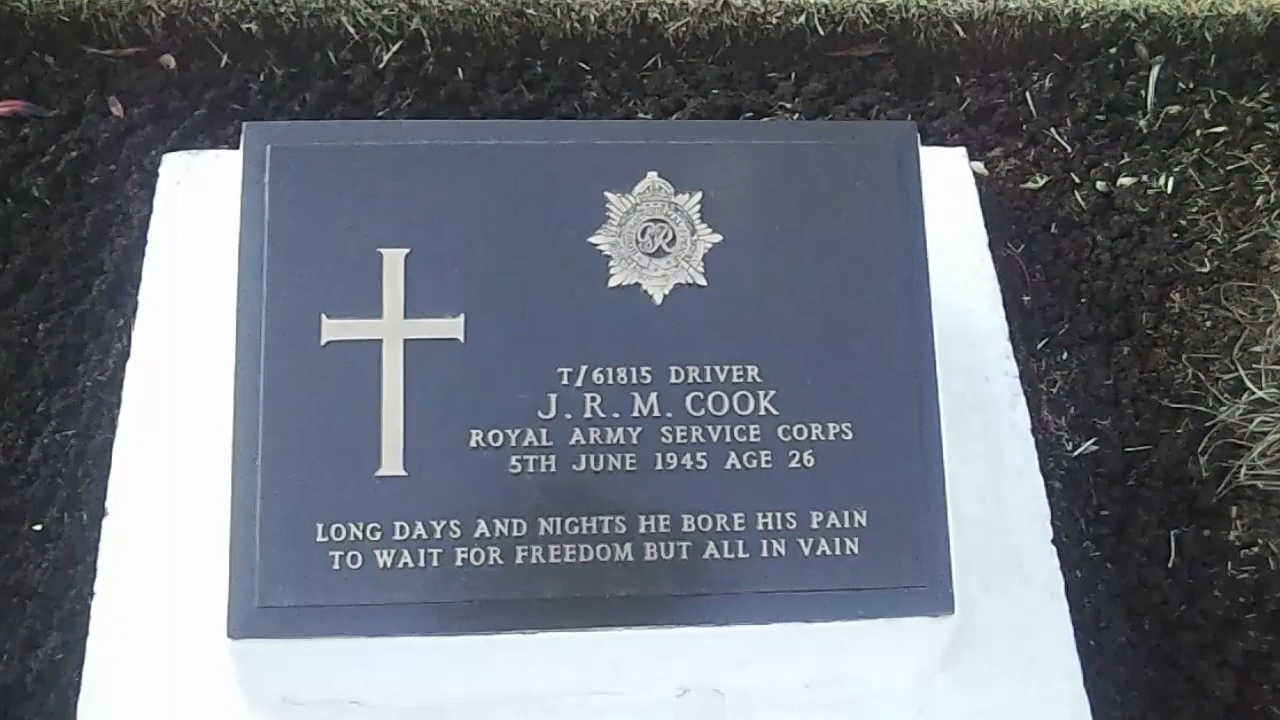 GR
T/61815 DRIVER
J. R. M. COOK
ROYAL ARMY SERVICE CORPS
5TH JUNE 1945 AGE 26
LONG DAYS AND NIGHTS HE BORE HIS PAIN
TO WAIT FOR FREEDOM BUT ALL IN VAIN